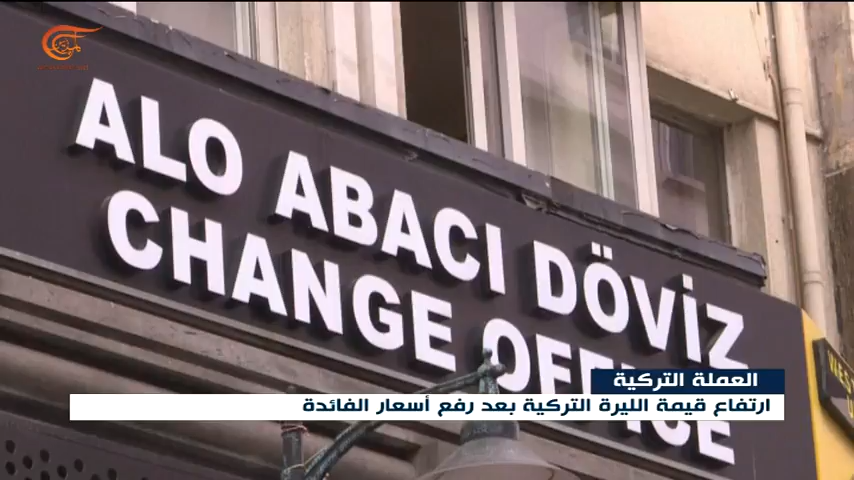 ALO ABACI DÖVİZ
CHANGE OFFICE
العملة التركية
ارتفاع قيمة الليرة التركية بعد رفع أسعار الفائدة